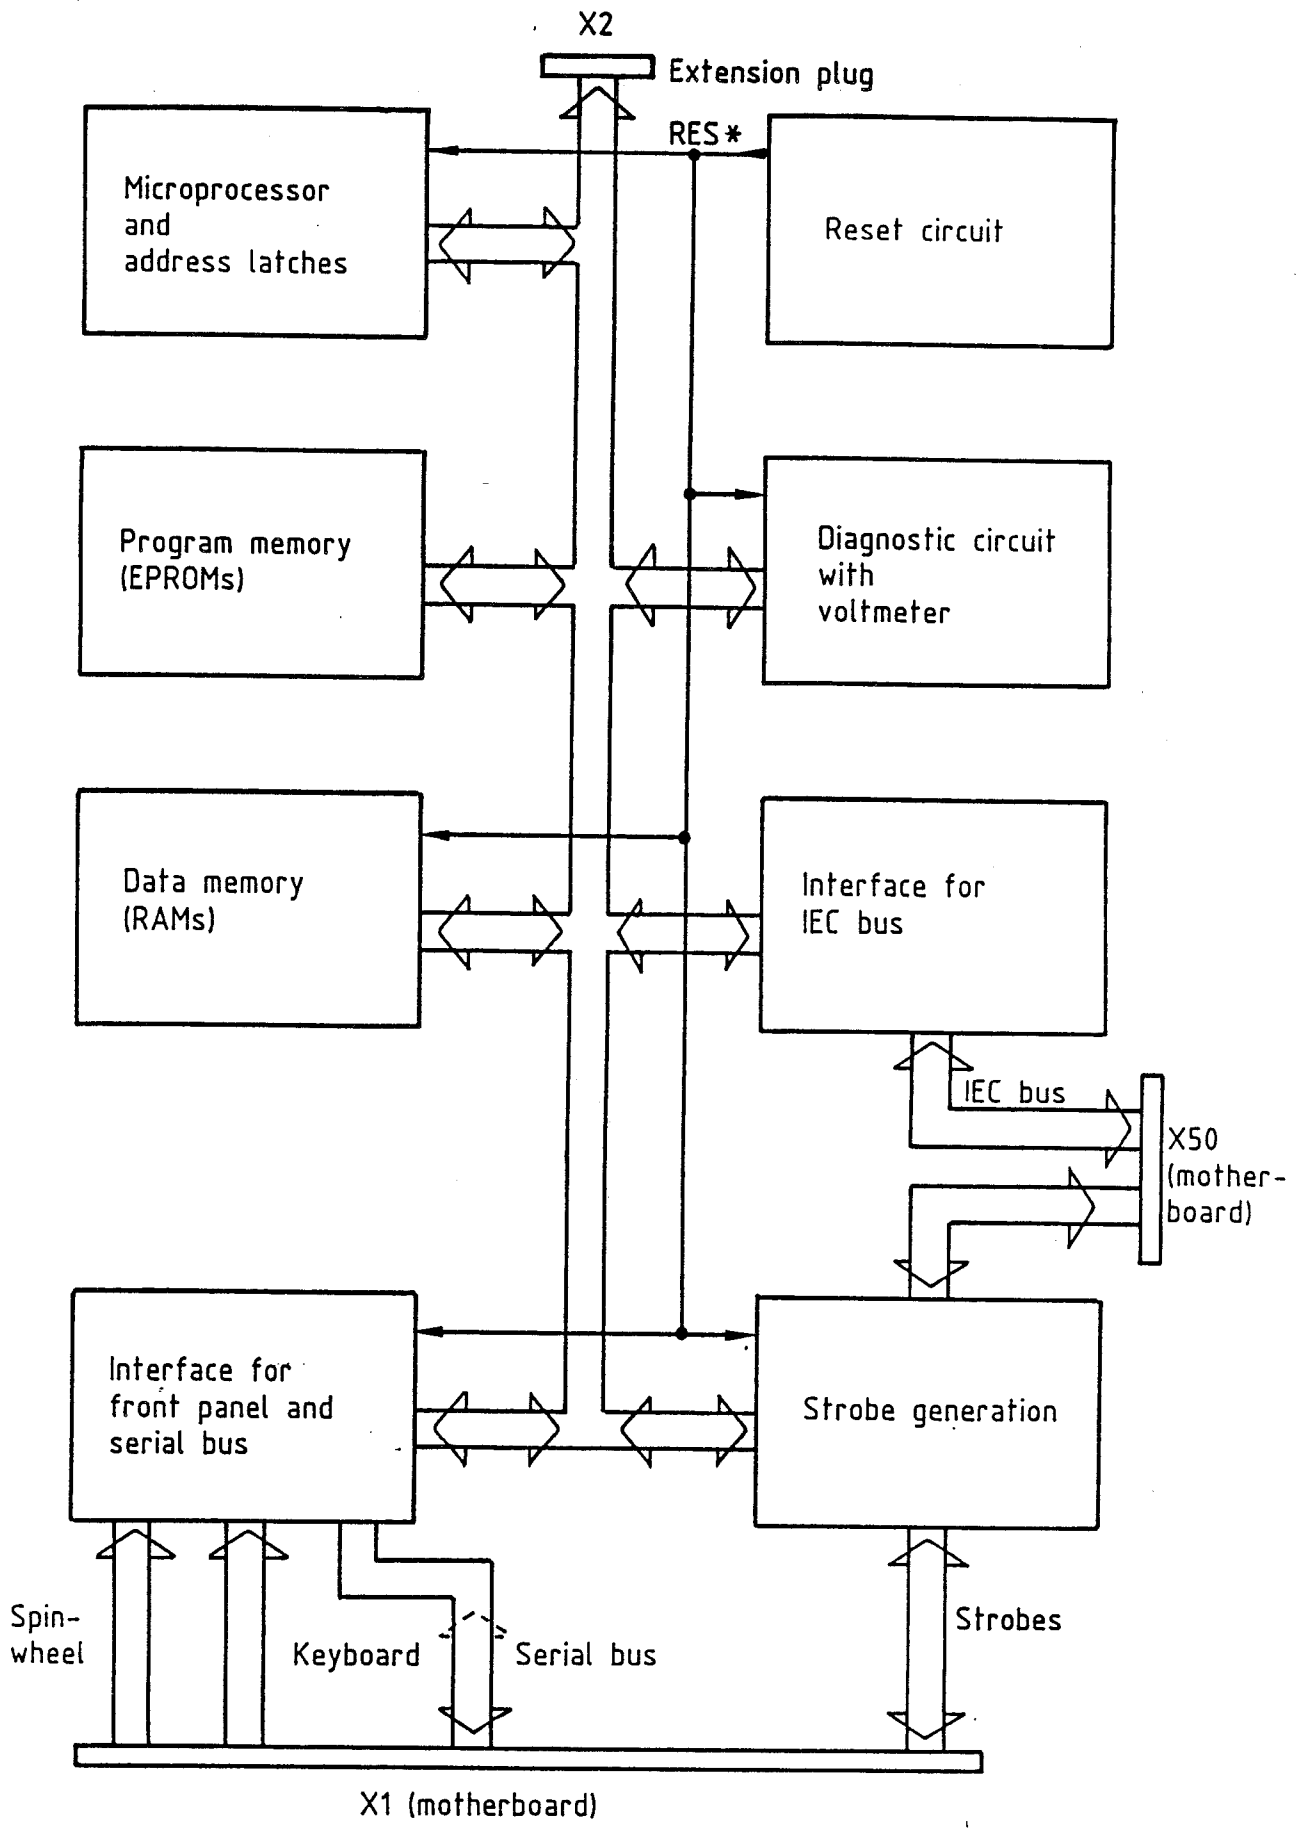 X2
Extension plug
RES*
Microprocessor
and
address latches
Reset circuit
Program memory
(EPROMs)
Diagnostic circuit
with
voltmeter
Data memory
(RAMs)
Interface for
IEC bus
IEC bus
X50
(mother-
board)
Interface for
front panel and
serial bus
Strobe generation
Spin-
wheel
Keyboard
Serial bus
Strobes
X1 (motherboard)